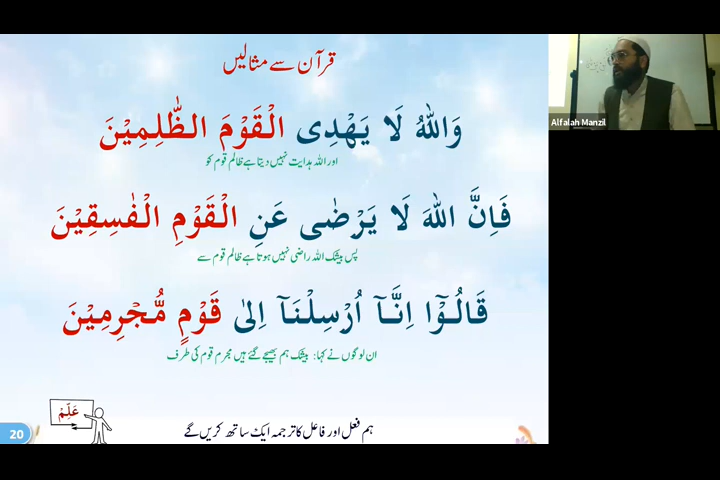 قرآن سے مثالیں
وَاللّٰهُ لَا يَهْدِى الْقَوْمَ الظّٰلِمِيْنَ
اور اللہ ہدایت نہیں دیتا ہے ظالم قوم کو
فَاِنَّ اللّٰهَ لَا يَرْضٰى عَنِ الْقَوْمِ الْفٰسِقِيْنَ
پس بیشک اللہ راضی نہیں ہوتا ہے ظالم قوم سے
قَالُوْٓا اِنَّآ اُرْسِلْنَآ اِلٰى قَوْمٍ مُّجْرِمِيْنَ
ان لوگوں نے کہا: بیشک ہم بھیجے گئے ہیں مجرم قوم کی طرف
عَلِّمْ
ہم فعل اور فاعل کا ترجمہ ایک ساتھ کریں گے
20
Alfalah Manzil